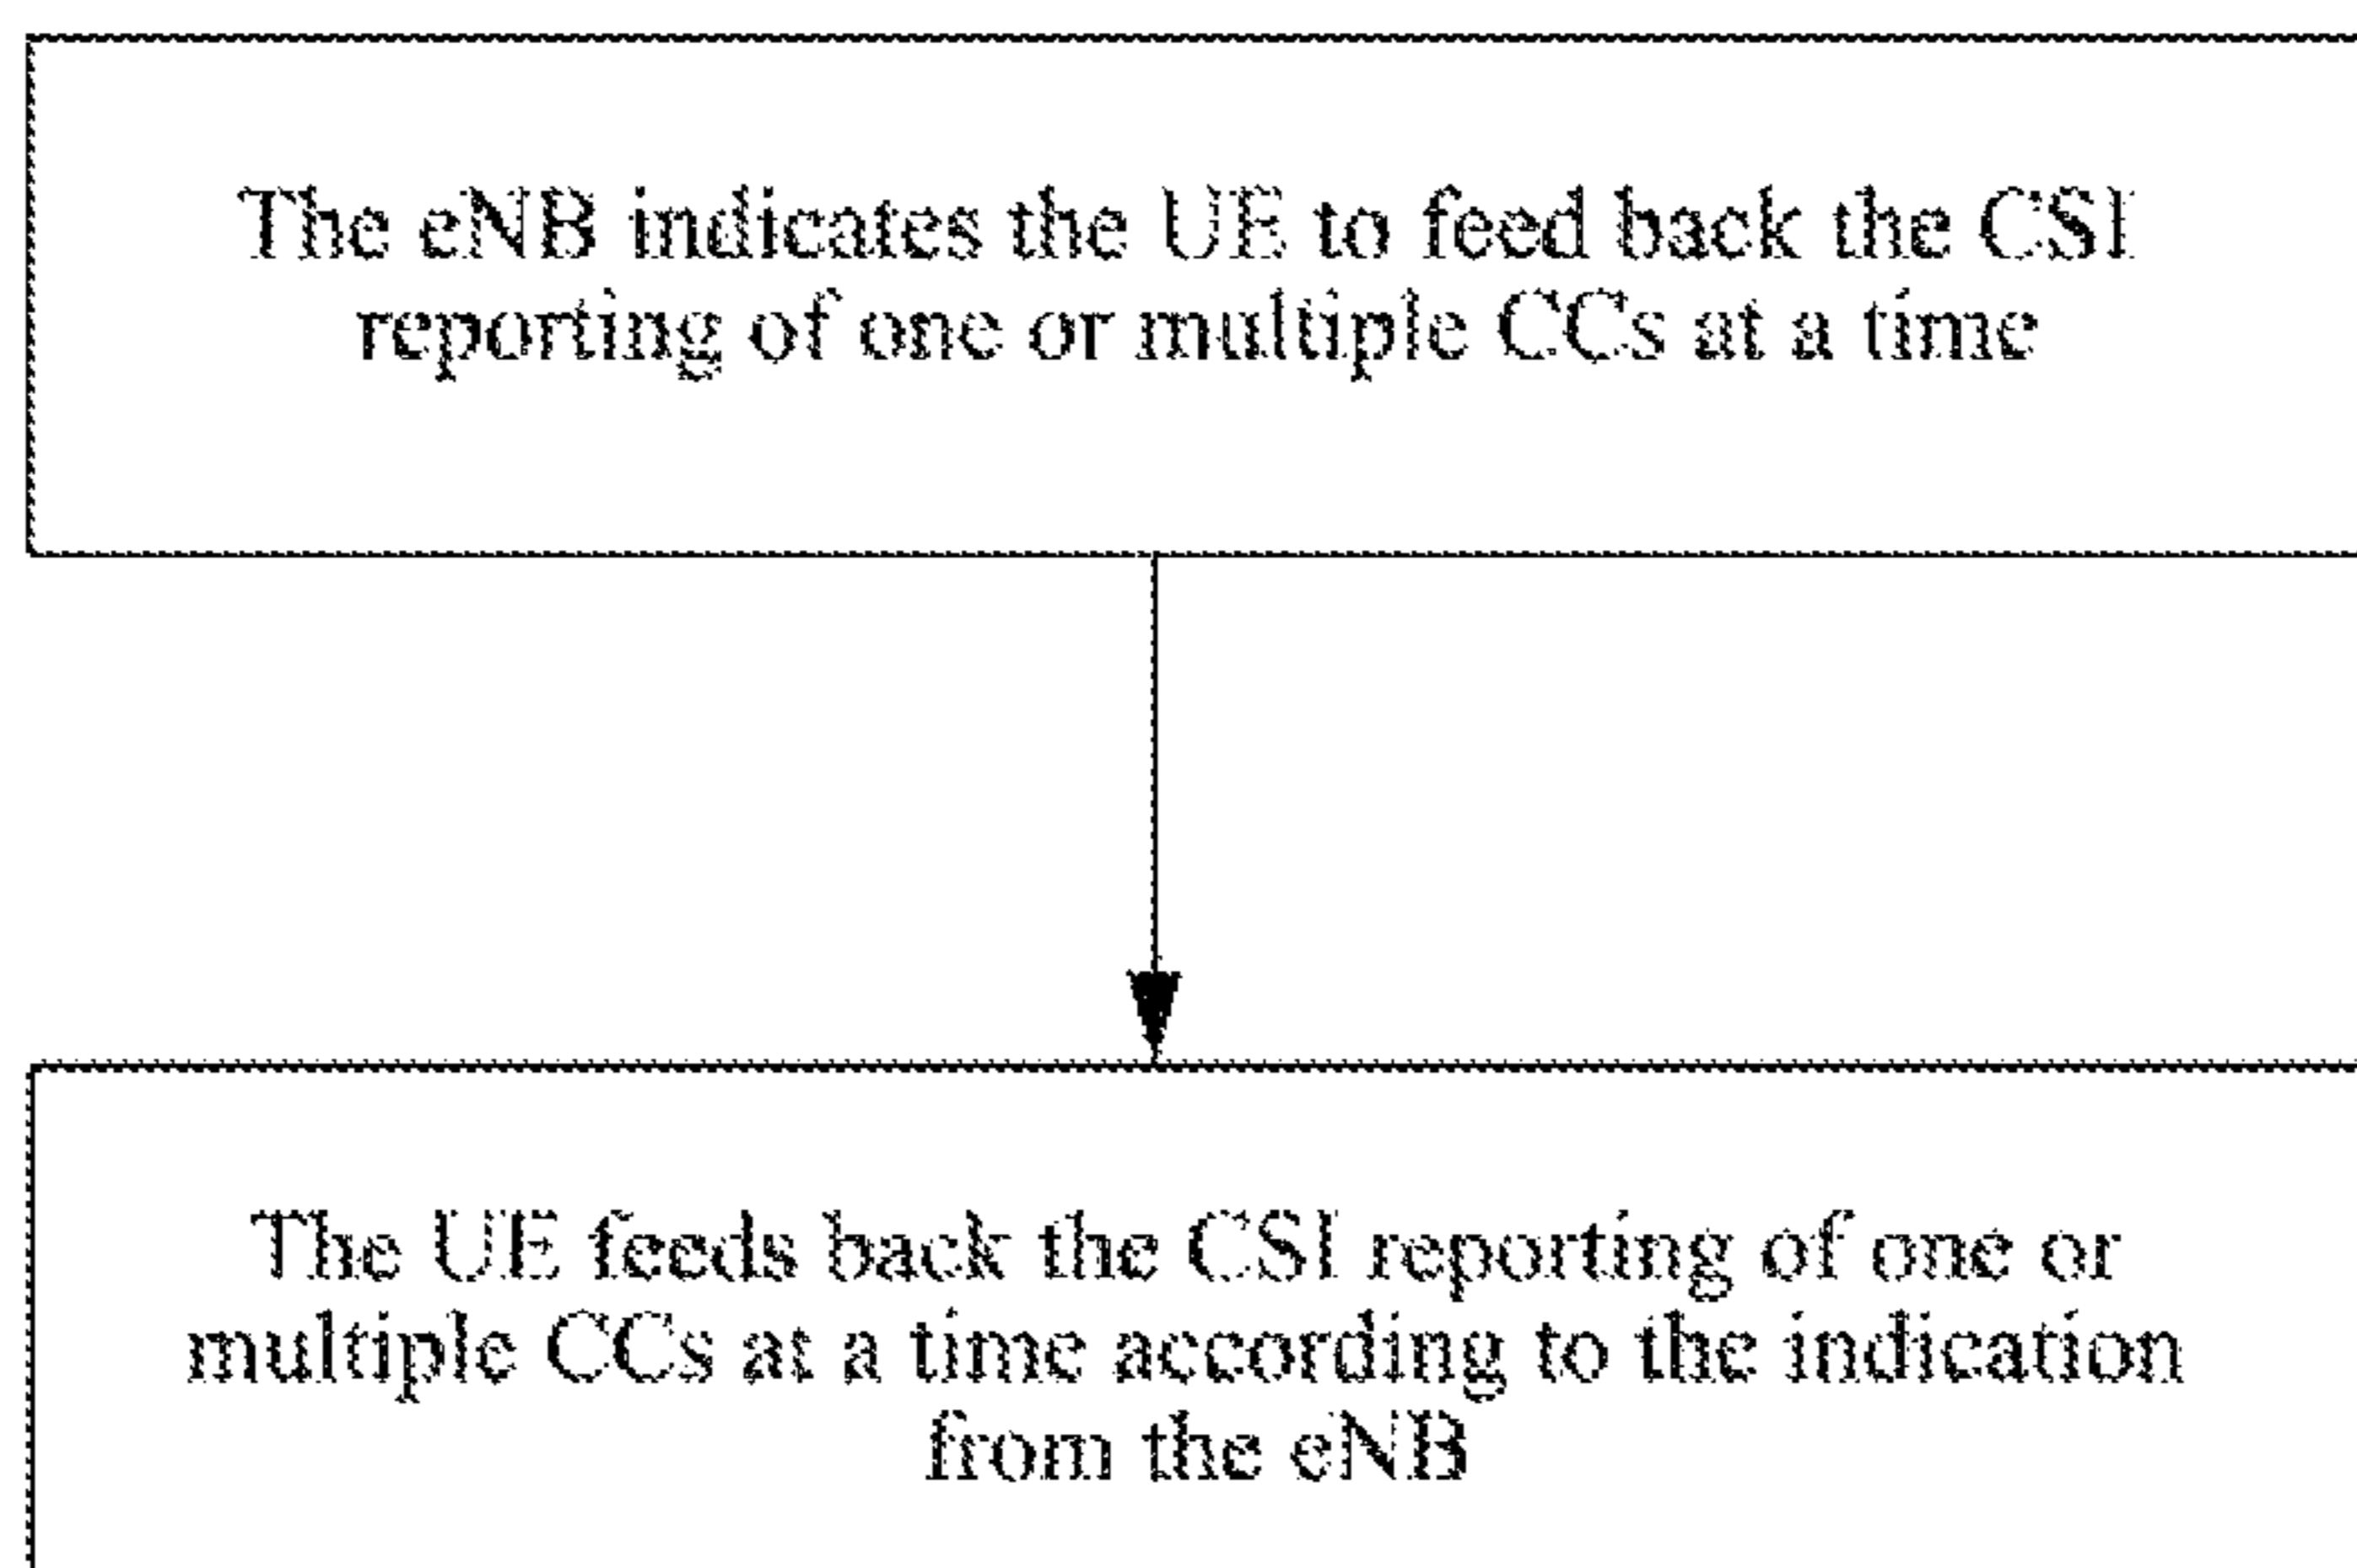 The eNB indicates the UE to feed back the CSI
reporting of one or multiple CCs at a time
The UE feeds back the CSI reporting of one or
multiple CCs at a time according to the indication
from the eNB